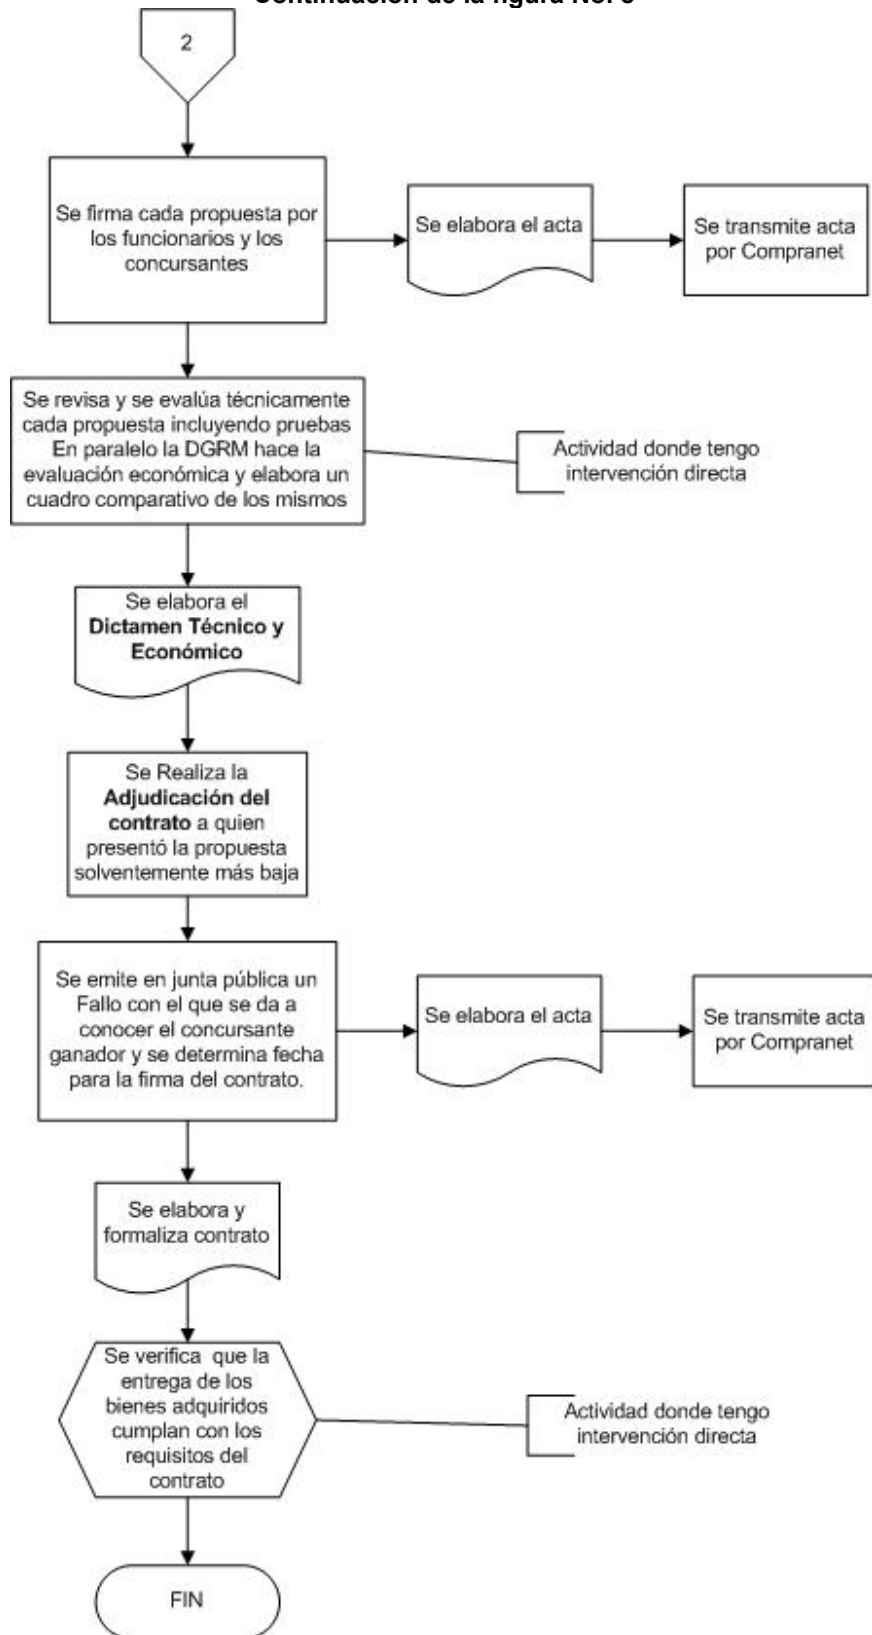 Continuación de la figura No. 3
2
Se firma cada propuesta por
los funcionarios y los
concursantes
Se elabora el acta
Se transmite acta
por Compranet
Se revisa y se evalúa técnicamente
cada propuesta incluyendo pruebas
En paralelo la DGRM hace la
evaluación económica y elabora un
cuadro comparativo de los mismos
Actividad donde tengo
intervención directa
Se elabora el
Dictamen Técnico y
Económico
Se Realiza la
Adjudicación del
contrato a quien
presentó la propuesta
solventemente más baja
Se emite en junta pública un
Fallo con el que se da a
conocer el concursante
ganador y se determina fecha
para la firma del contrato.
Se elabora el acta
Se transmite acta
por Compranet
Se elabora y
formaliza contrato
Se verifica que la
entrega de los
bienes adquiridos
cumplan con los
requisitos del
contrato
Actividad donde tengo
intervención directa
FIN